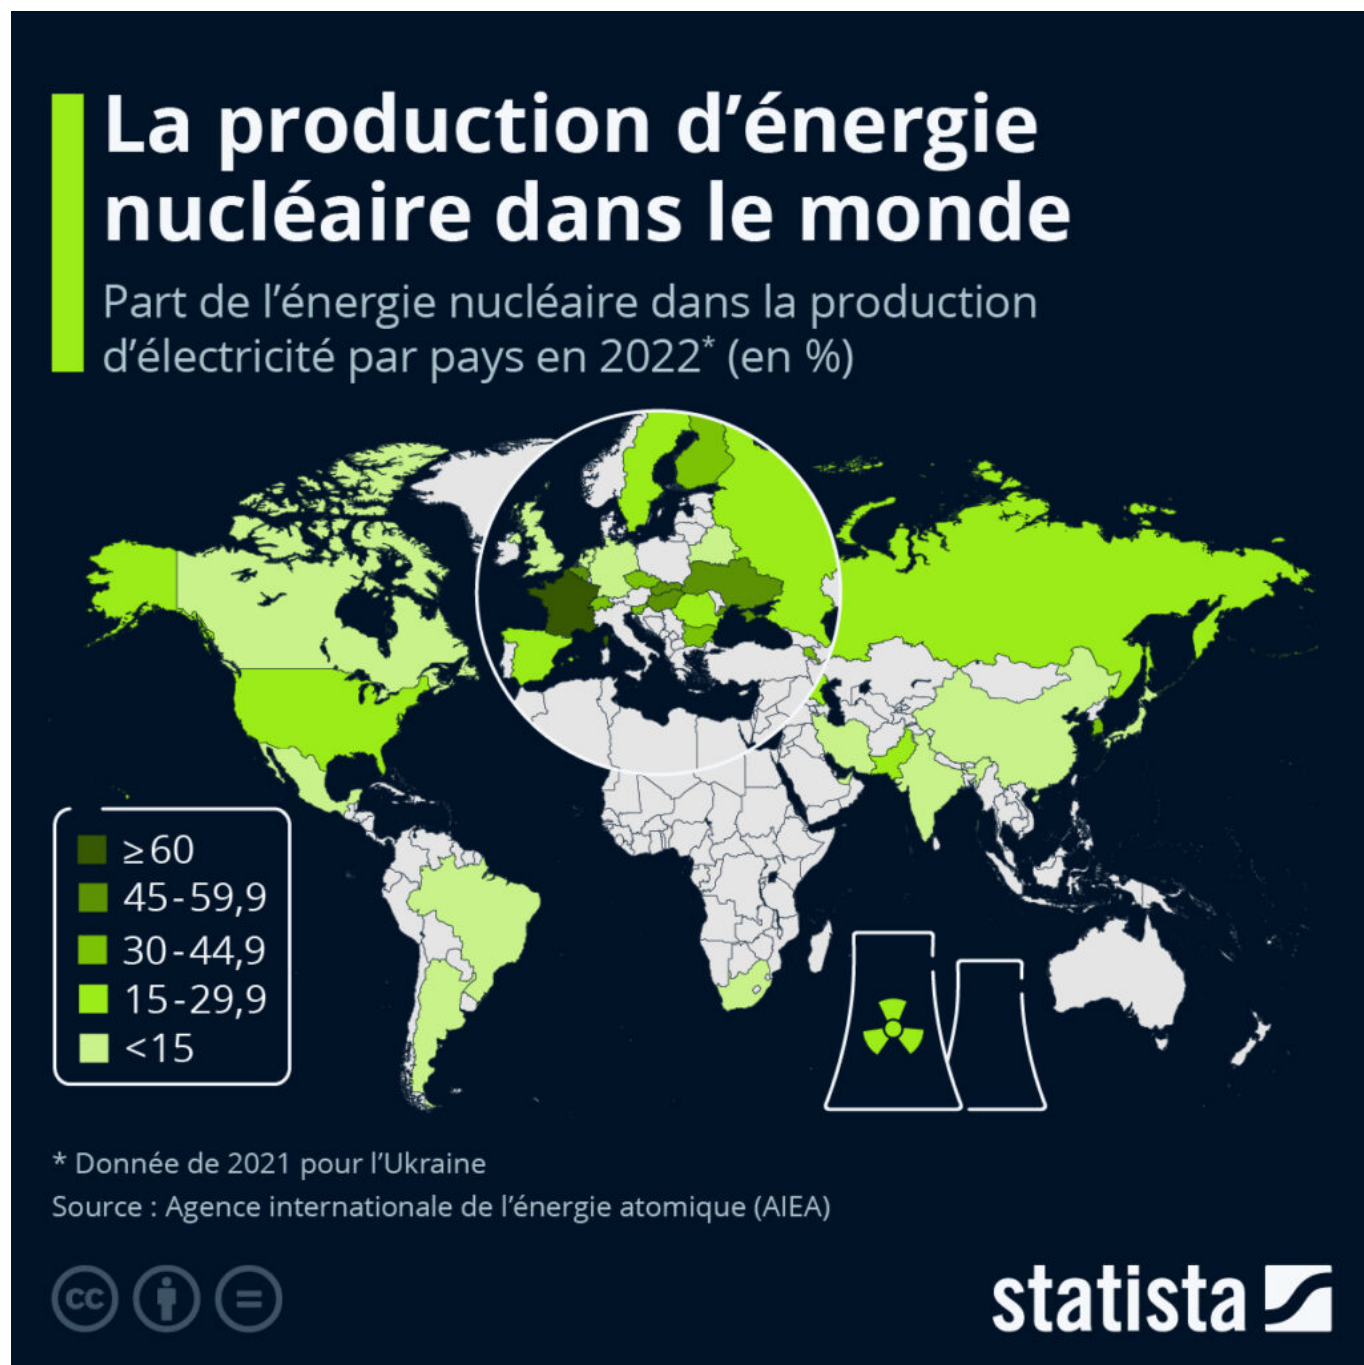 La production d’énergie
nucléaire dans le monde
Part de l’énergie nucléaire dans la production
d’électricité par pays en 2022* (en %)
≥60
45-59,9
30-44,9
15-29,9
<15
* Donnée de 2021 pour l’Ukraine
Source : Agence internationale de l’énergie atomique (AIEA)
cc
statista